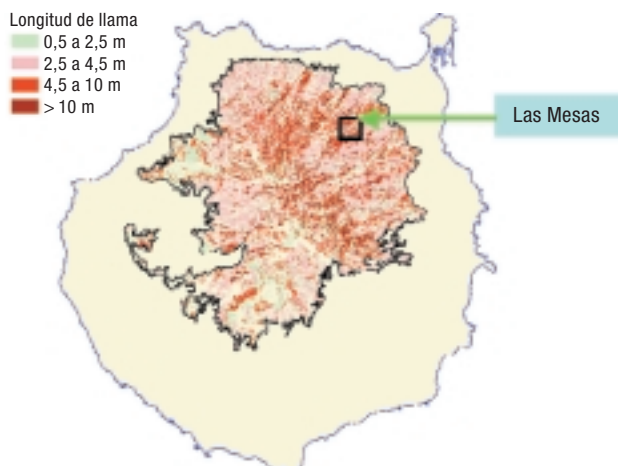 Longitud de llama
0,5 a 2,5 m
2,5 a 4,5 m
4,5 a 10 m
> 10 m
Las Mesas